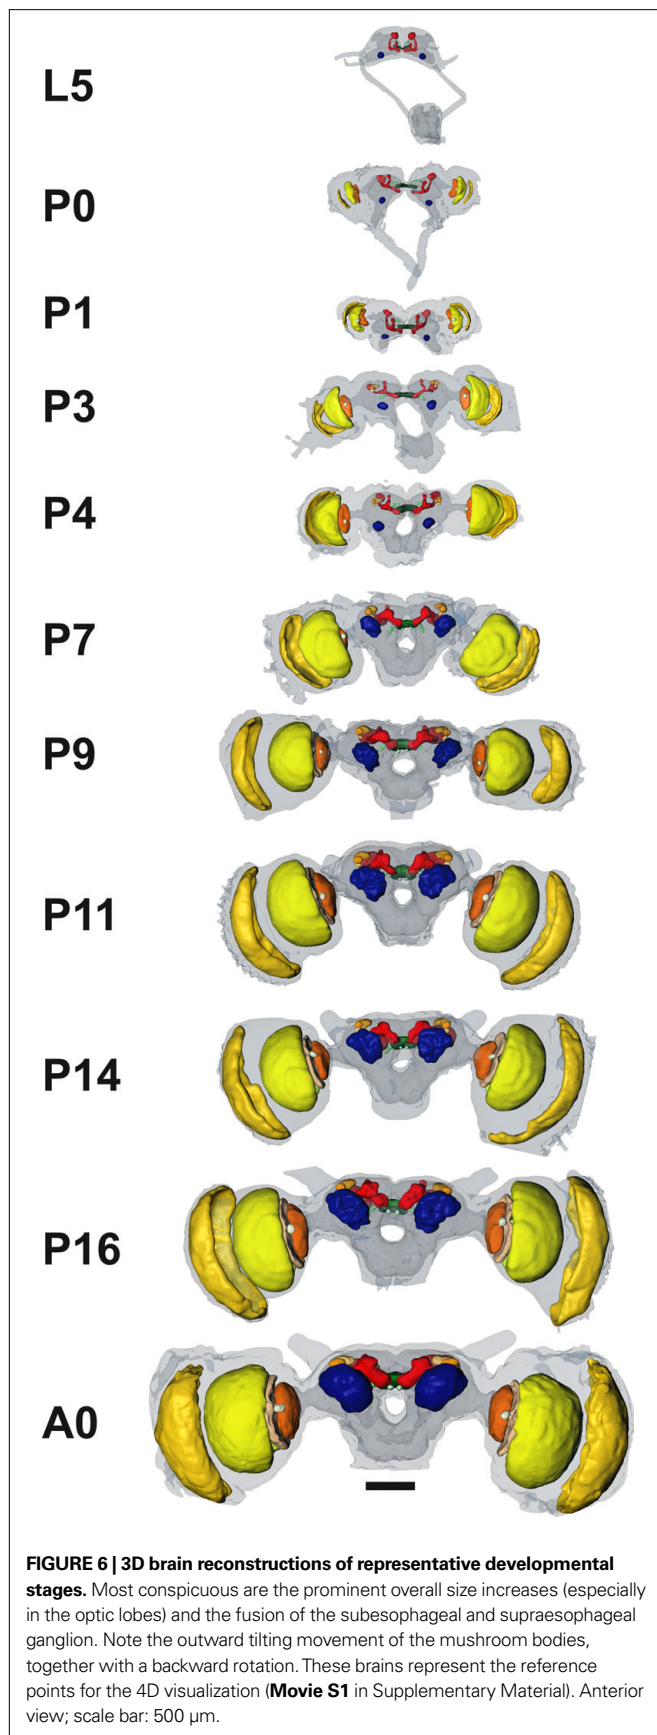 L5
P0
P1
P3
P4
P7
P9
P11
P14
P16
A0
FIGURE 6 | 3D brain reconstructions of representative developmental
stages. Most conspicuous are the prominent overall size increases (especially
in the optic lobes) and the fusion of the subesophageal and supraesophageal
ganglion. Note the outward tilting movement of the mushroom bodies,
together with a backward rotation. These brains represent the reference
points for the 4D visualization (Movie S1 in Supplementary Material). Anterior
view; scale bar: 500 µm.